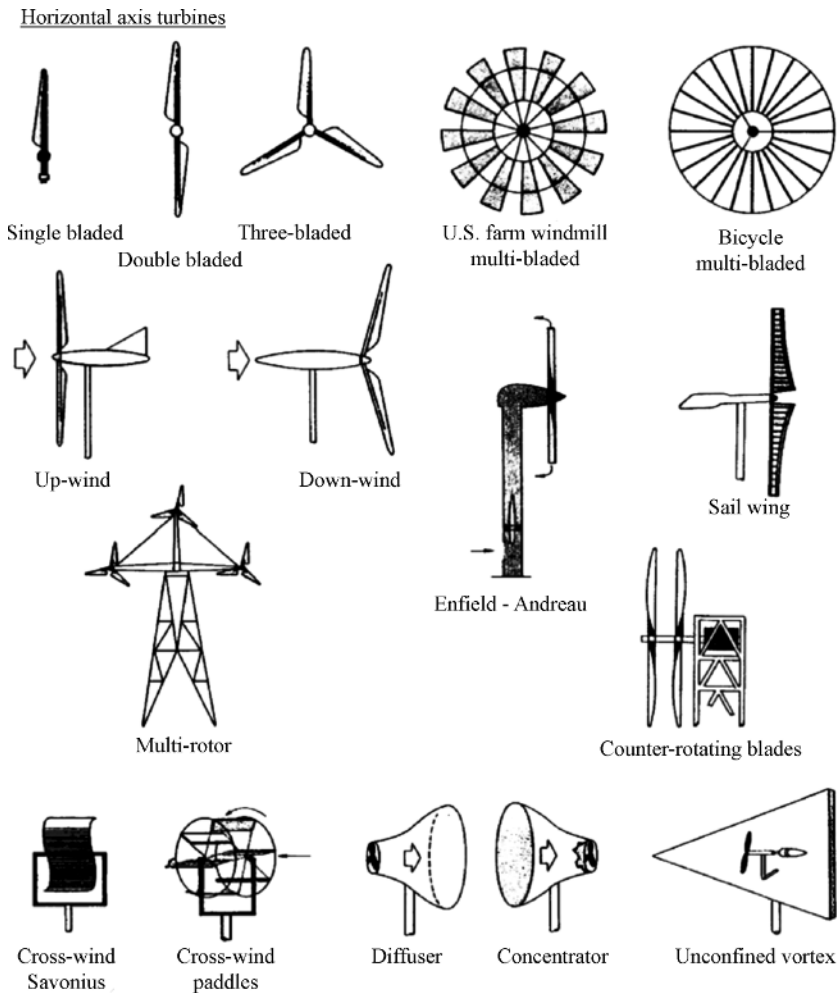 Horizontal axis turbines
Single bladed
Double bladed
Three-bladed
U.S. farm windmill
multi-bladed
Bicycle
multi-bladed
Up-wind
Down-wind
Enfield - Andreau
Sail wing
Multi-rotor
Counter-rotating blades
Cross-wind
Savonius
Cross-wind
paddles
Diffuser
Concentrator
Unconfined vortex